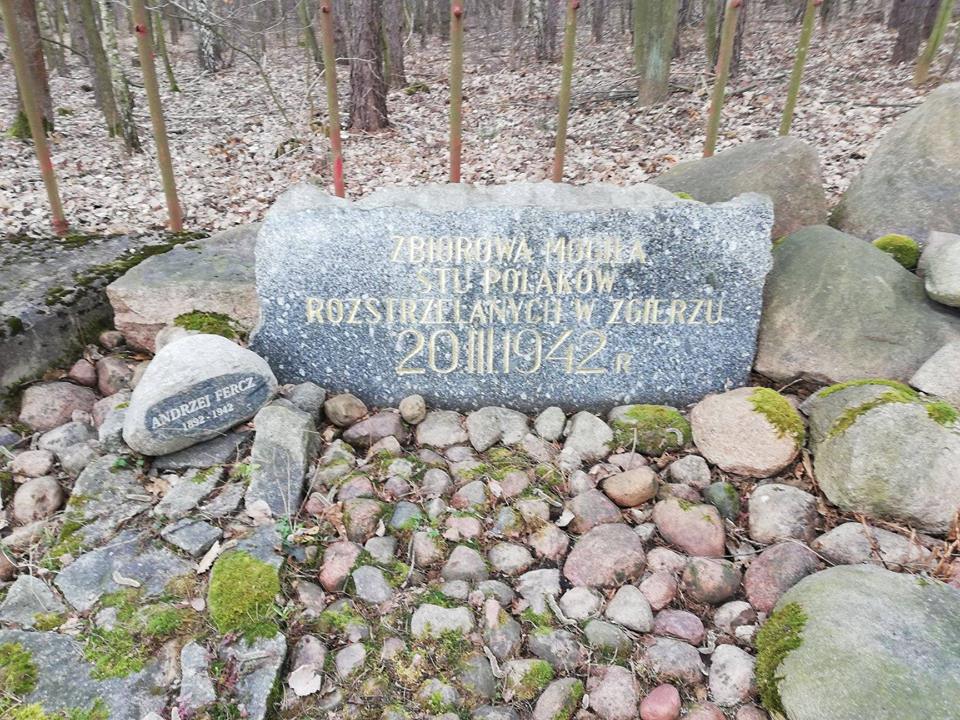 ZBIOROWA MOGIŁA
STU POLAKÓW
ROZSTRZELANYCH W ZGIERZU
20 III 1942 R
ANDRZEJ FERCZ
1892-1942